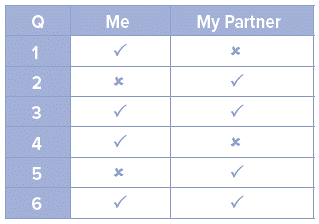 Q Me My Partner
1 ✓ ✗
2 ✗ ✓
3 ✓ ✓
4 ✓ ✗
5 ✗ ✓
6 ✓ ✓